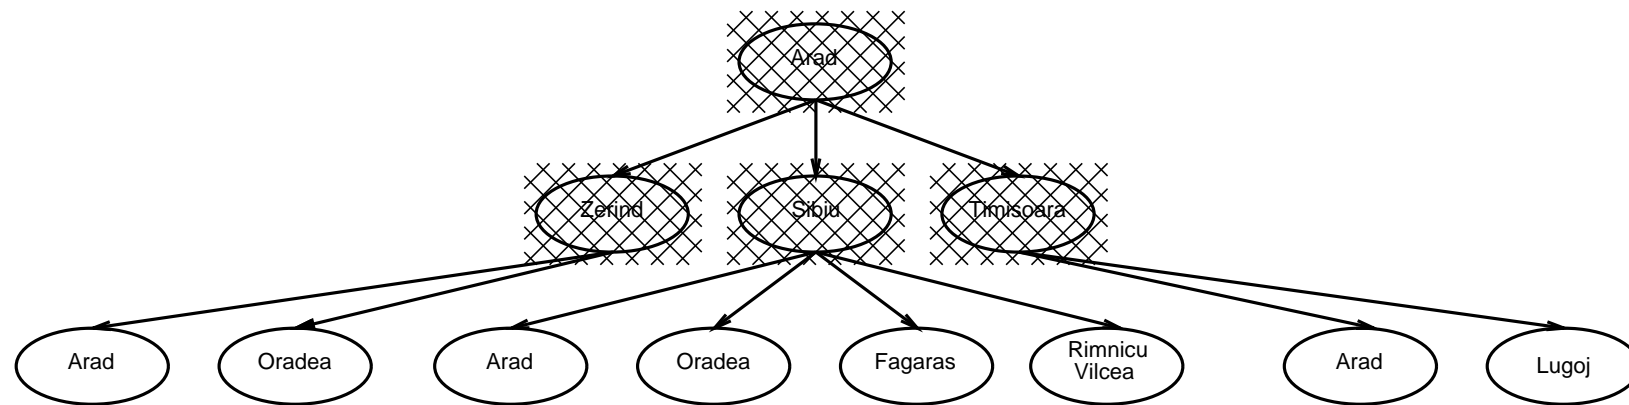 Arad
Zerind
Sibiu
Timisoara
Arad
Oradea
Arad
Oradea
Fagaras
Rimnicu
Vilcea
Arad
Lugoj